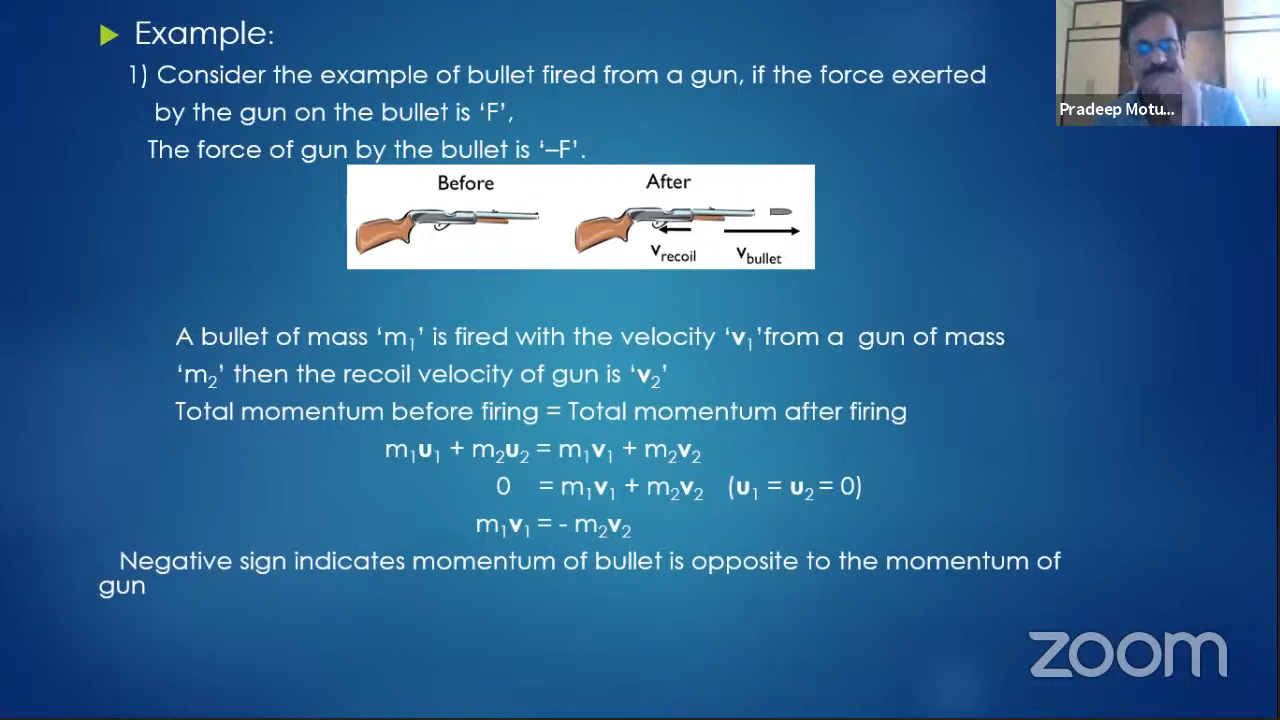 Example:
1) Consider the example of bullet fired from a gun, if the force exerted
by the gun on the bullet is ‘F’,
The force of gun by the bullet is ‘–F’.
Before
After
v recoil
v bullet
A bullet of mass ‘m₁’ is fired with the velocity ‘v₁’from a gun of mass
‘m₂’ then the recoil velocity of gun is ‘v₂’
Total momentum before firing = Total momentum after firing
m₁u₁ + m₂u₂ = m₁v₁ + m₂v₂
0 = m₁v₁ + m₂v₂ (u₁ = u₂ = 0)
m₁v₁ = - m₂v₂
Negative sign indicates momentum of bullet is opposite to the momentum of
gun
Pradeep Motu...
zoom